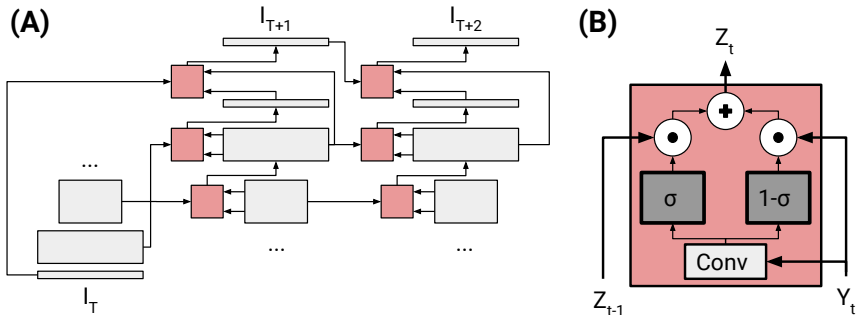 (A)
I_{T+1}
I_{T+2}
...
I_T
...
...
(B)
Z_t
σ
1-σ
Conv
Z_{t-1}
Y_t